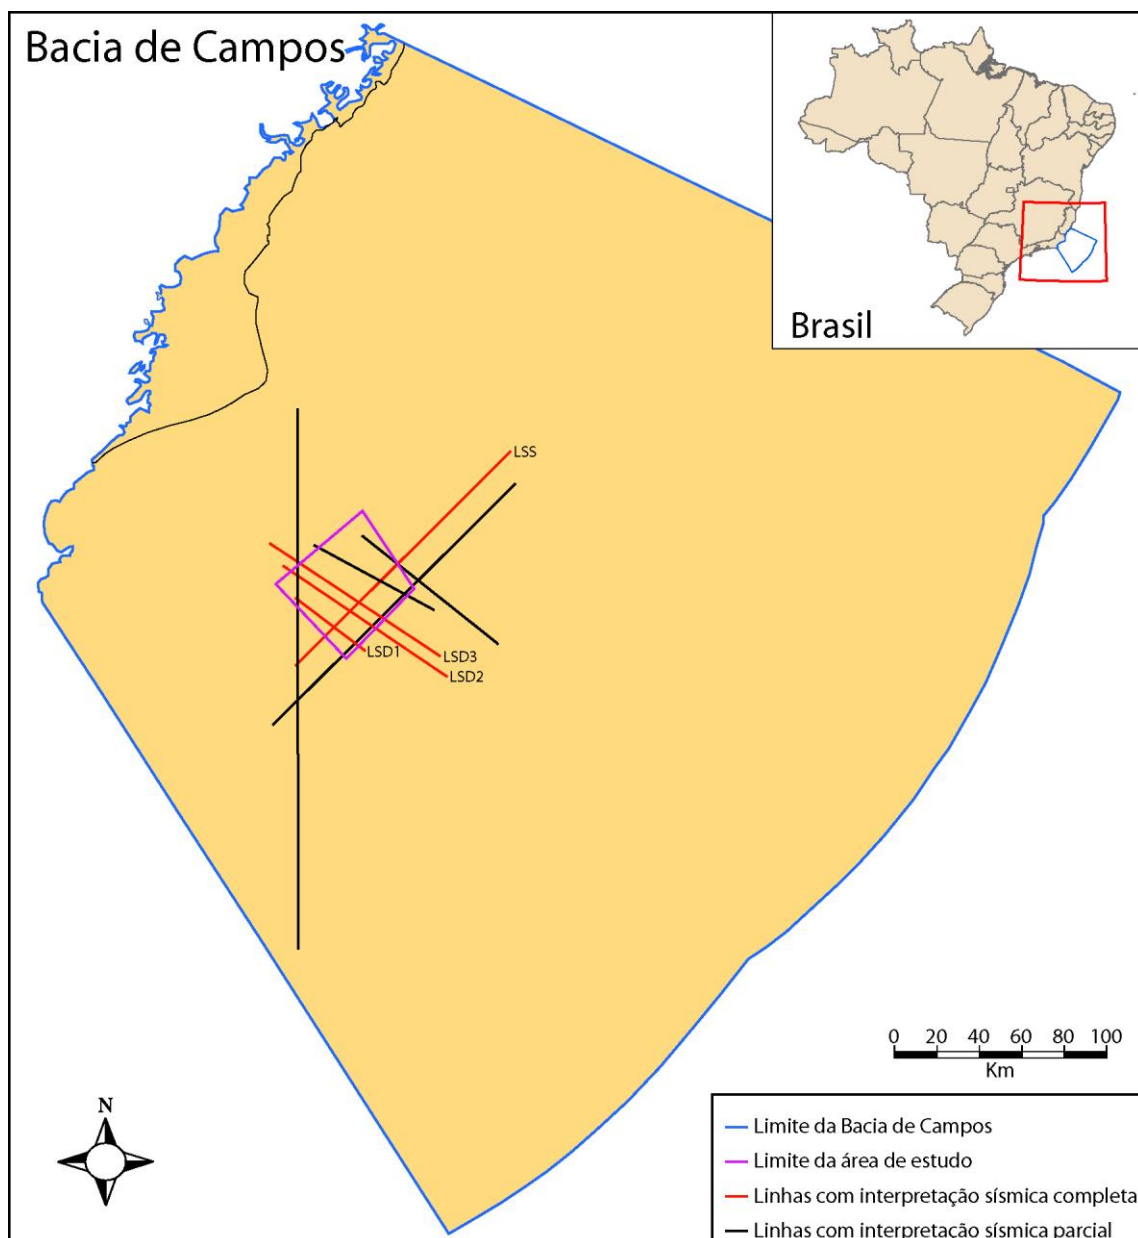 Bacia de Campos
Brasil
LSS
LSD1
LSD3
LSD2
0 20 40 60 80 100
Km
N
Limite da Bacia de Campos
Limite da área de estudo
Linhas com interpretação sísmica completa
Linhas com interpretação sísmica parcial